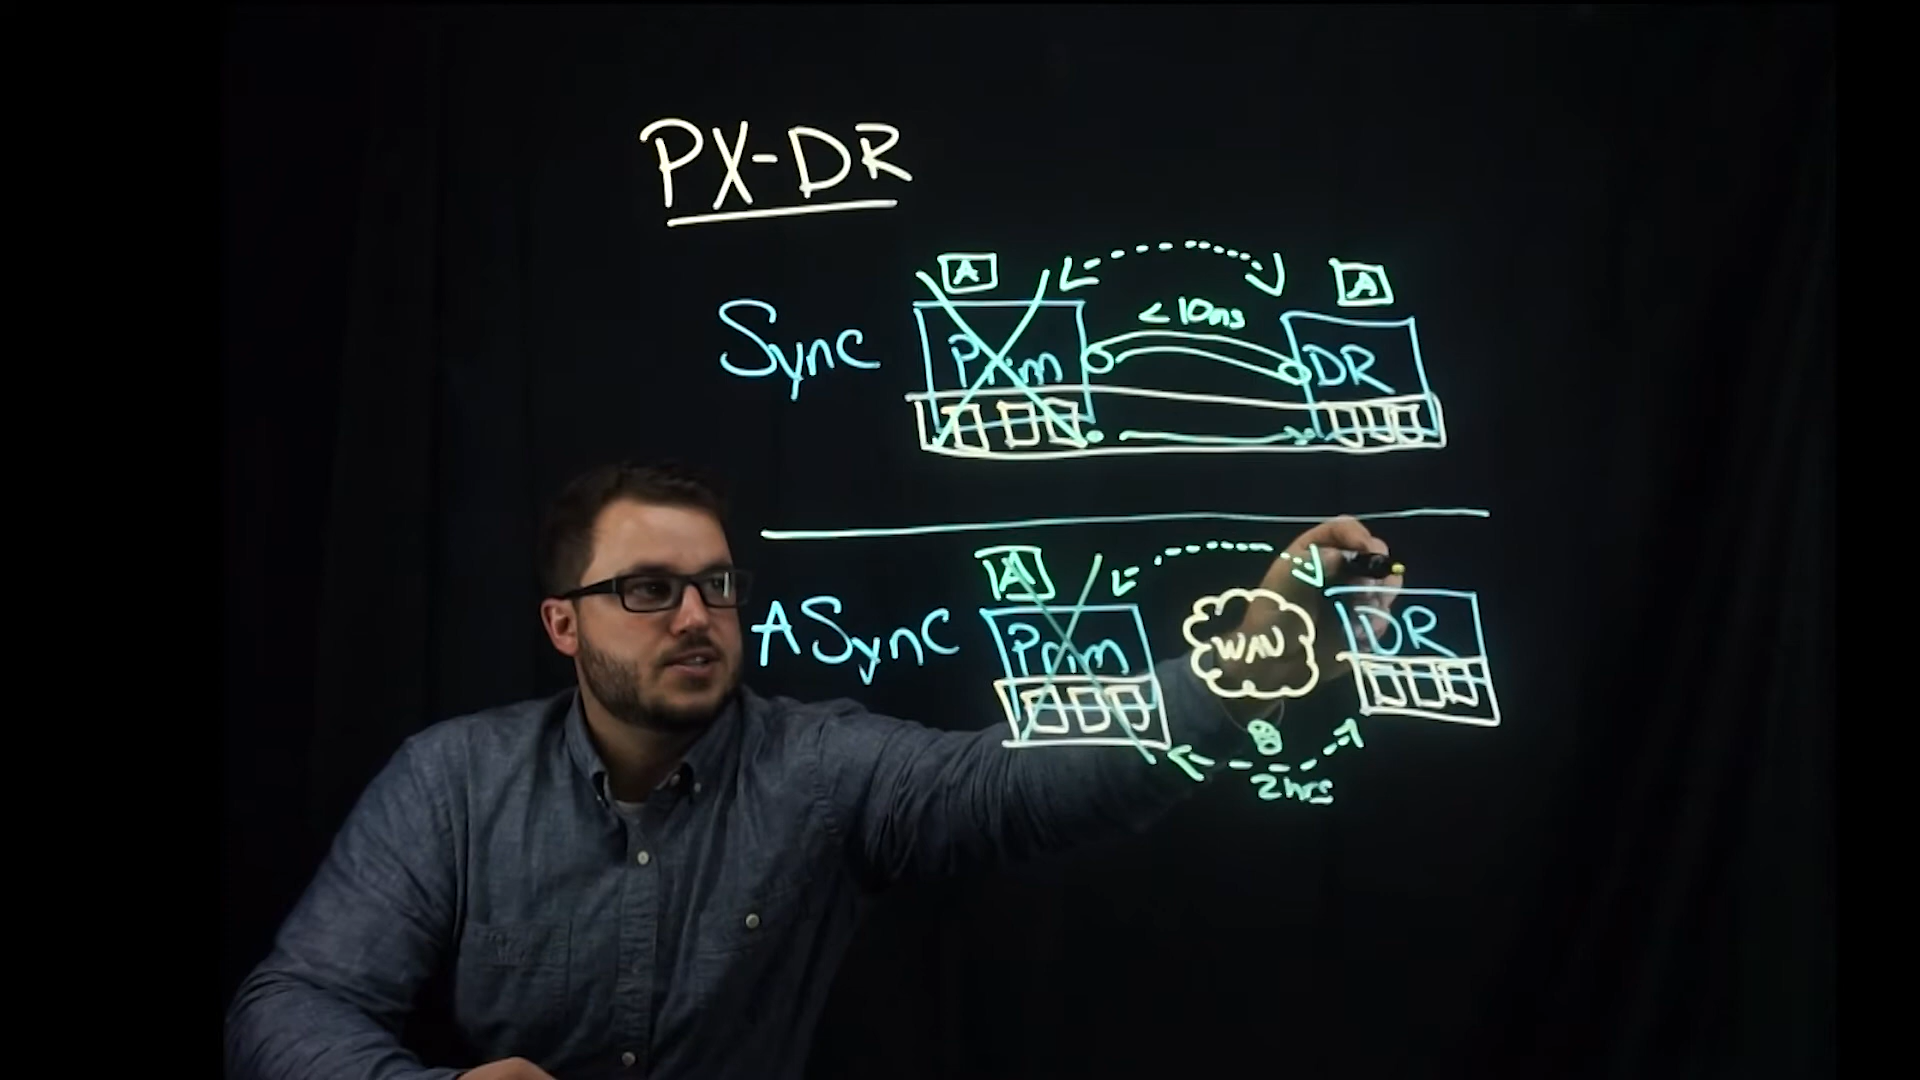 PX-DR
A
A
Sync
Prim
<10ms
DR
A
ASync
Prim
WAN
DR
2hrs